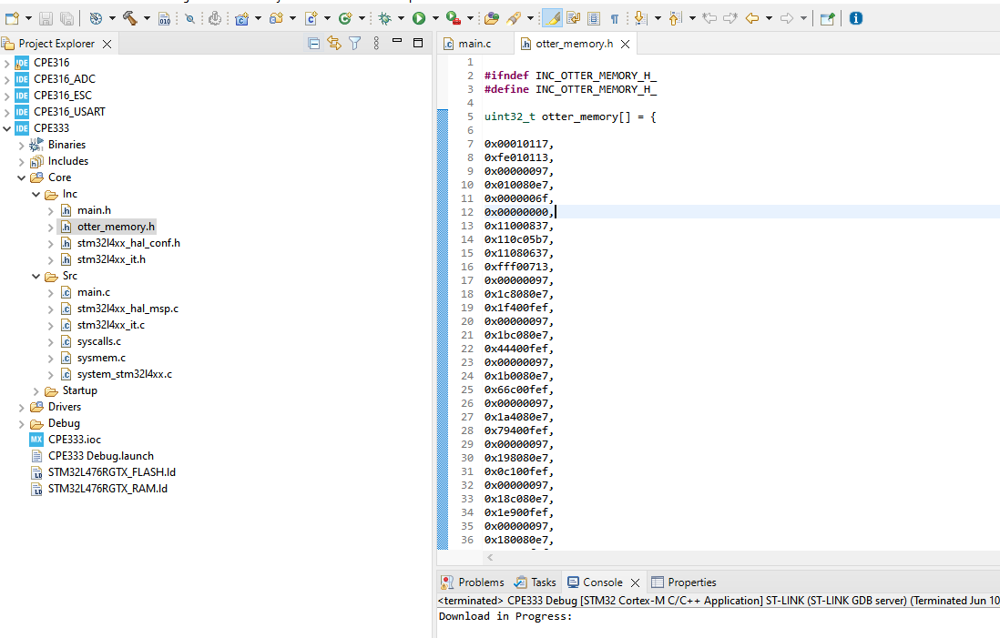 Project Explorer
CPE316
CPE316_ADC
CPE316_ESC
CPE316_USART
CPE333
Binaries
Includes
Core
Inc
main.h
otter_memory.h
stm32l4xx_hal_conf.h
stm32l4xx_it.h
Src
main.c
stm32l4xx_hal_msp.c
stm32l4xx_it.c
syscalls.c
sysmem.c
system_stm32l4xx.c
Startup
Drivers
Debug
CPE333.ioc
CPE333 Debug.launch
STM32L476RGTX_FLASH.ld
STM32L476RGTX_RAM.ld
main.c otter_memory.h
1
2 #ifndef INC_OTTER_MEMORY_H_
3 #define INC_OTTER_MEMORY_H_
4
5 uint32_t otter_memory[] = {
6
7 0x00010117,
8 0xfe010113,
9 0x00000097,
10 0x010080e7,
11 0x0000006f,
12 0x00000000,
13 0x11000837,
14 0x110c05b7,
15 0x11080637,
16 0xfff00713,
17 0x00000097,
18 0x1c8080e7,
19 0x1f400fef,
20 0x00000097,
21 0x1bc080e7,
22 0x44400fef,
23 0x00000097,
24 0x1b0080e7,
25 0x66c00fef,
26 0x00000097,
27 0x1a4080e7,
28 0x79400fef,
29 0x00000097,
30 0x198080e7,
31 0x0c100fef,
32 0x00000097,
33 0x18c080e7,
34 0x1e900fef,
35 0x00000097,
36 0x180080e7,
Problems Tasks Console Properties
<terminated> CPE333 Debug [STM32 Cortex-M C/C++ Application] ST-LINK (ST-LINK GDB server) (Terminated Jun 10
Download in Progress: